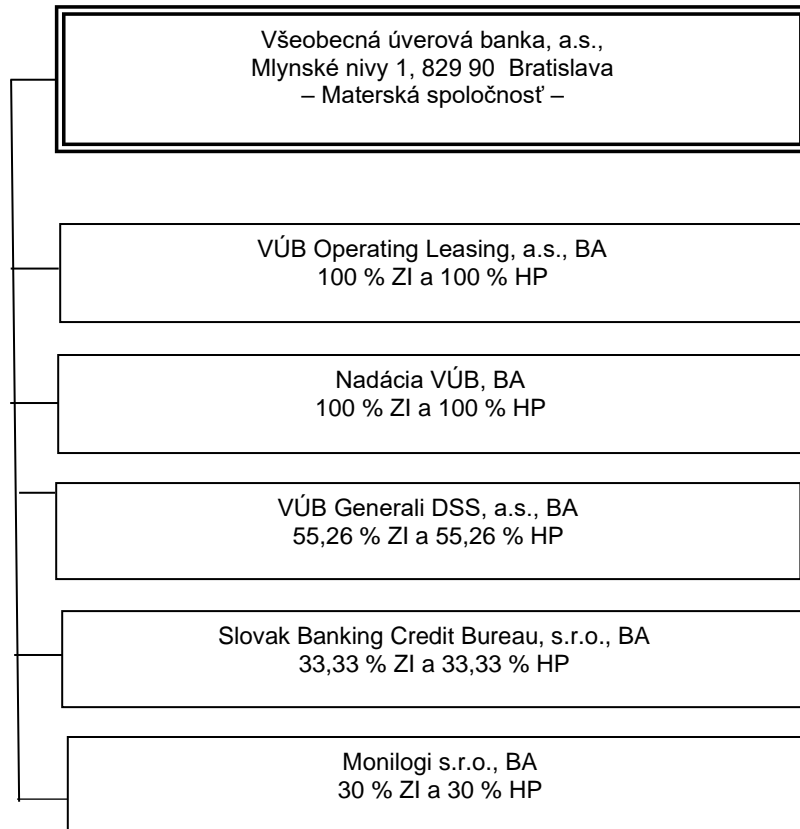 Všeobecná úverová banka, a.s.,
Mlynské nivy 1, 829 90 Bratislava
– Materská spoločnosť –
VÚB Operating Leasing, a.s., BA
100 % ZI a 100 % HP
Nadácia VÚB, BA
100 % ZI a 100 % HP
VÚB Generali DSS, a.s., BA
55,26 % ZI a 55,26 % HP
Slovak Banking Credit Bureau, s.r.o., BA
33,33 % ZI a 33,33 % HP
Monilogi s.r.o., BA
30 % ZI a 30 % HP